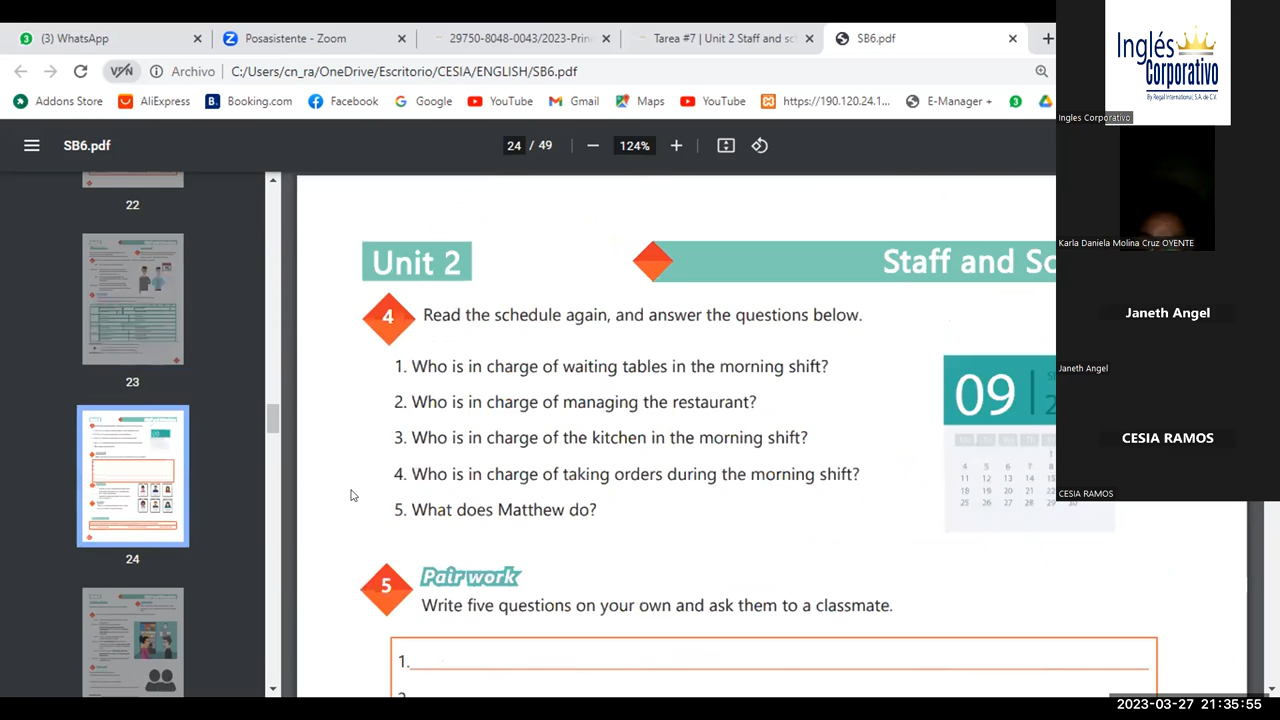 (3) WhatsApp
Posasistente - Zoom
29750-8048-0043/2023-Prin
Tarea #7 | Unit 2 Staff and sc
SB6.pdf
VPN
Archivo
C:/Users/cn_ra/OneDrive/Escritorio/CESIA/ENGLISH/SB6.pdf
Addons Store
AliExpress
Booking.com
Facebook
Google
YouTube
Gmail
Maps
YouTube
https://190.120.24.1...
E-Manager +
SB6.pdf
24 / 49
124%
22
23
24
Unit 2
Staff and Sc
4 Read the schedule again, and answer the questions below.
1. Who is in charge of waiting tables in the morning shift?
2. Who is in charge of managing the restaurant?
3. Who is in charge of the kitchen in the morning shift?
4. Who is in charge of taking orders during the morning shift?
5. What does Matthew do?
09
4 5 6 7 8
11 12 13 14 15
18 19 20 21 22
25 26 27 28 29 30
5 Pair work
Write five questions on your own and ask them to a classmate.
1.
Inglés
Corporativo
By Regal International, S.A. de C.V.
Ingles Corporativo
Karla Daniela Molina Cruz OYENTE
Janeth Angel
Janeth Angel
CESIA RAMOS
CESIA RAMOS
2023-03-27 21:35:55